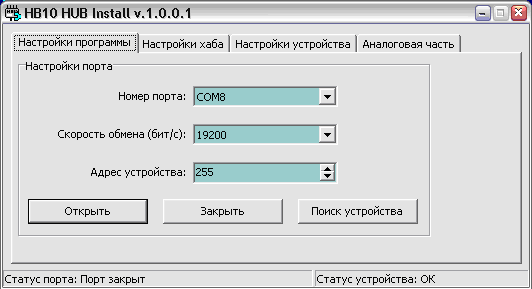 HB10 HUB Install v.1.0.0.1
Настройки программы Настройки хаба Настройки устройства Аналоговая часть
Настройки порта
Номер порта: COM8
Скорость обмена (бит/с): 19200
Адрес устройства: 255
Открыть Закрыть Поиск устройства
Статус порта: Порт закрыт Статус устройства: OK